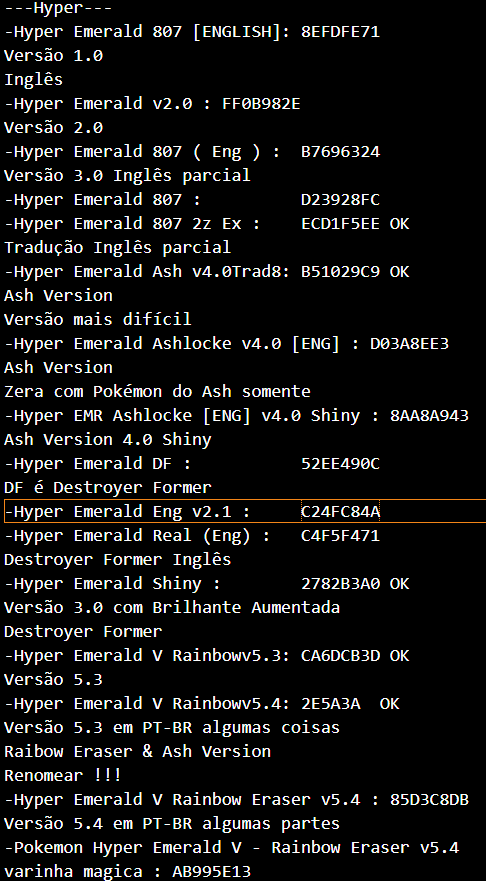 ---Hyper---
-Hyper Emerald 807 [ENGLISH]: 8EFDFE71
Versão 1.0
Inglês
-Hyper Emerald v2.0 : FF0B982E
Versão 2.0
-Hyper Emerald 807 ( Eng ) :  B7696324
Versão 3.0 Inglês parcial
-Hyper Emerald 807 :          D23928FC
-Hyper Emerald 807 2z Ex :    ECD1F5EE OK
Tradução Inglês parcial
-Hyper Emerald Ash v4.0Trad8: B51029C9 OK
Ash Version
Versão mais difícil
-Hyper Emerald Ashlocke v4.0 [ENG] : D03A8EE3
Ash Version
Zera com Pokémon do Ash somente
-Hyper EMR Ashlocke [ENG] v4.0 Shiny : 8AA8A943
Ash Version 4.0 Shiny
-Hyper Emerald DF :           52EE490C
DF é Destroyer Former
-Hyper Emerald Eng v2.1 :     C24FC84A
-Hyper Emerald Real (Eng) :   C4F5F471
Destroyer Former Inglês
-Hyper Emerald Shiny :        2782B3A0 OK
Versão 3.0 com Brilhante Aumentada
Destroyer Former
-Hyper Emerald V Rainbowv5.3: CA6DCB3D OK
Versão 5.3
-Hyper Emerald V Rainbowv5.4: 2E5A3A  OK
Versão 5.3 em PT-BR algumas coisas
Raibow Eraser & Ash Version
Renomear !!!
-Hyper Emerald V Rainbow Eraser v5.4 : 85D3C8DB
Versão 5.4 em PT-BR algumas partes
-Pokemon Hyper Emerald V - Rainbow Eraser v5.4
varinha magica : AB995E13